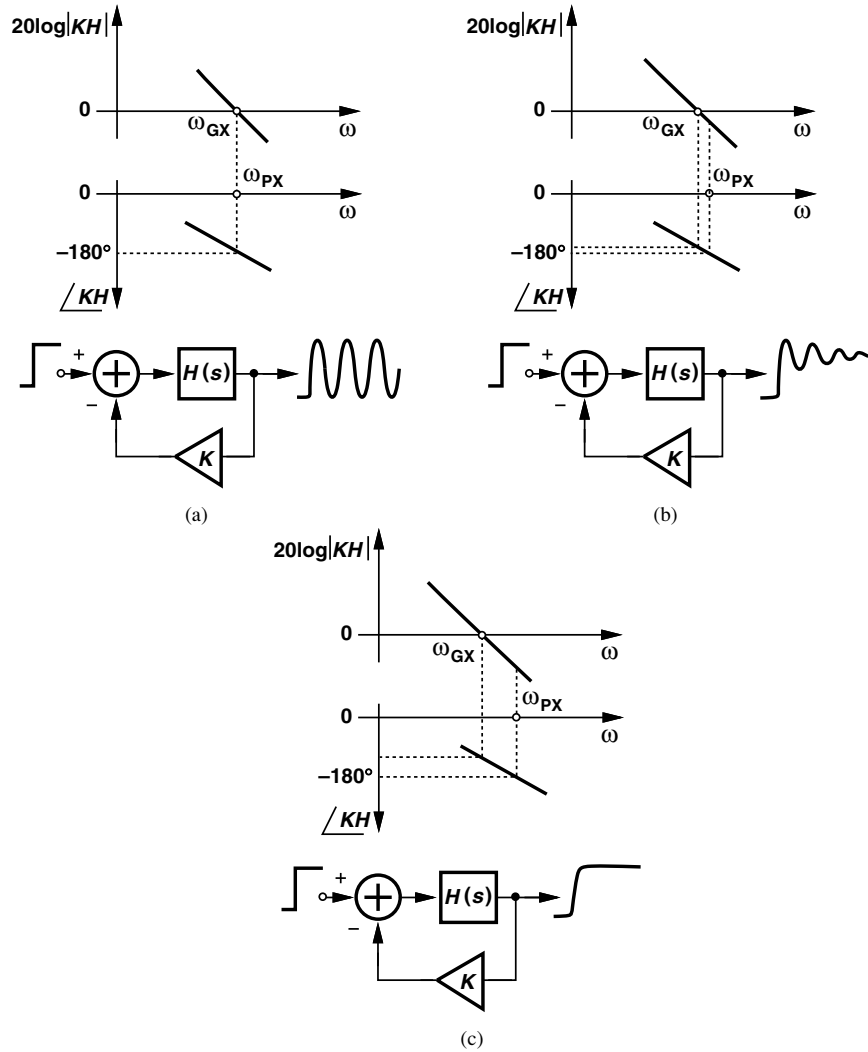 20log|KH|
0
ω_GX
ω
ω_PX
0
ω
−180°
∠KH
+
−
H(s)
K
(a)
20log|KH|
0
ω_GX
ω
ω_PX
0
ω
−180°
∠KH
+
−
H(s)
K
(b)
20log|KH|
0
ω_GX
ω
ω_PX
0
ω
−180°
∠KH
+
−
H(s)
K
(c)